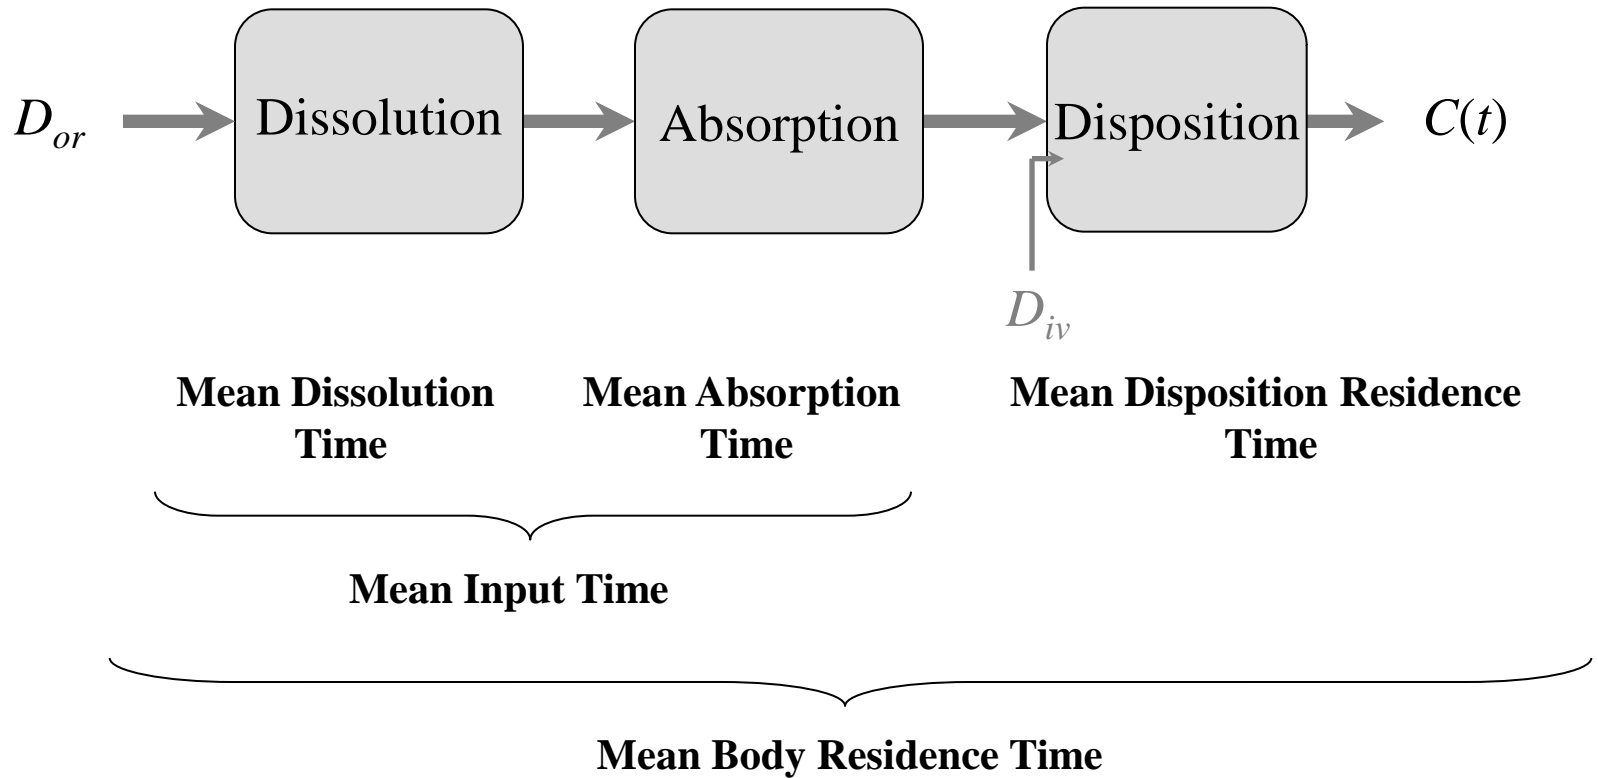 D_or
Dissolution
Absorption
Disposition
C(t)
D_iv
Mean Dissolution
Time
Mean Absorption
Time
Mean Disposition Residence
Time
Mean Input Time
Mean Body Residence Time